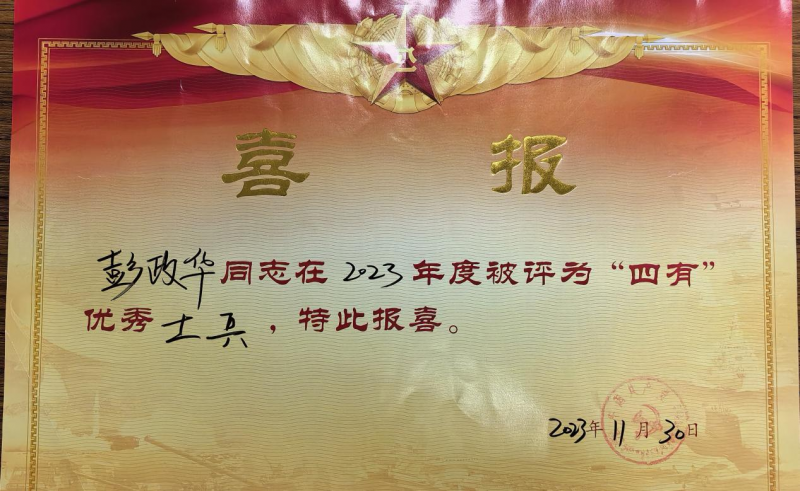 喜报
彭政华同志在2023年度被评为“四有”
优秀士兵，特此报喜。
2023年11月30日